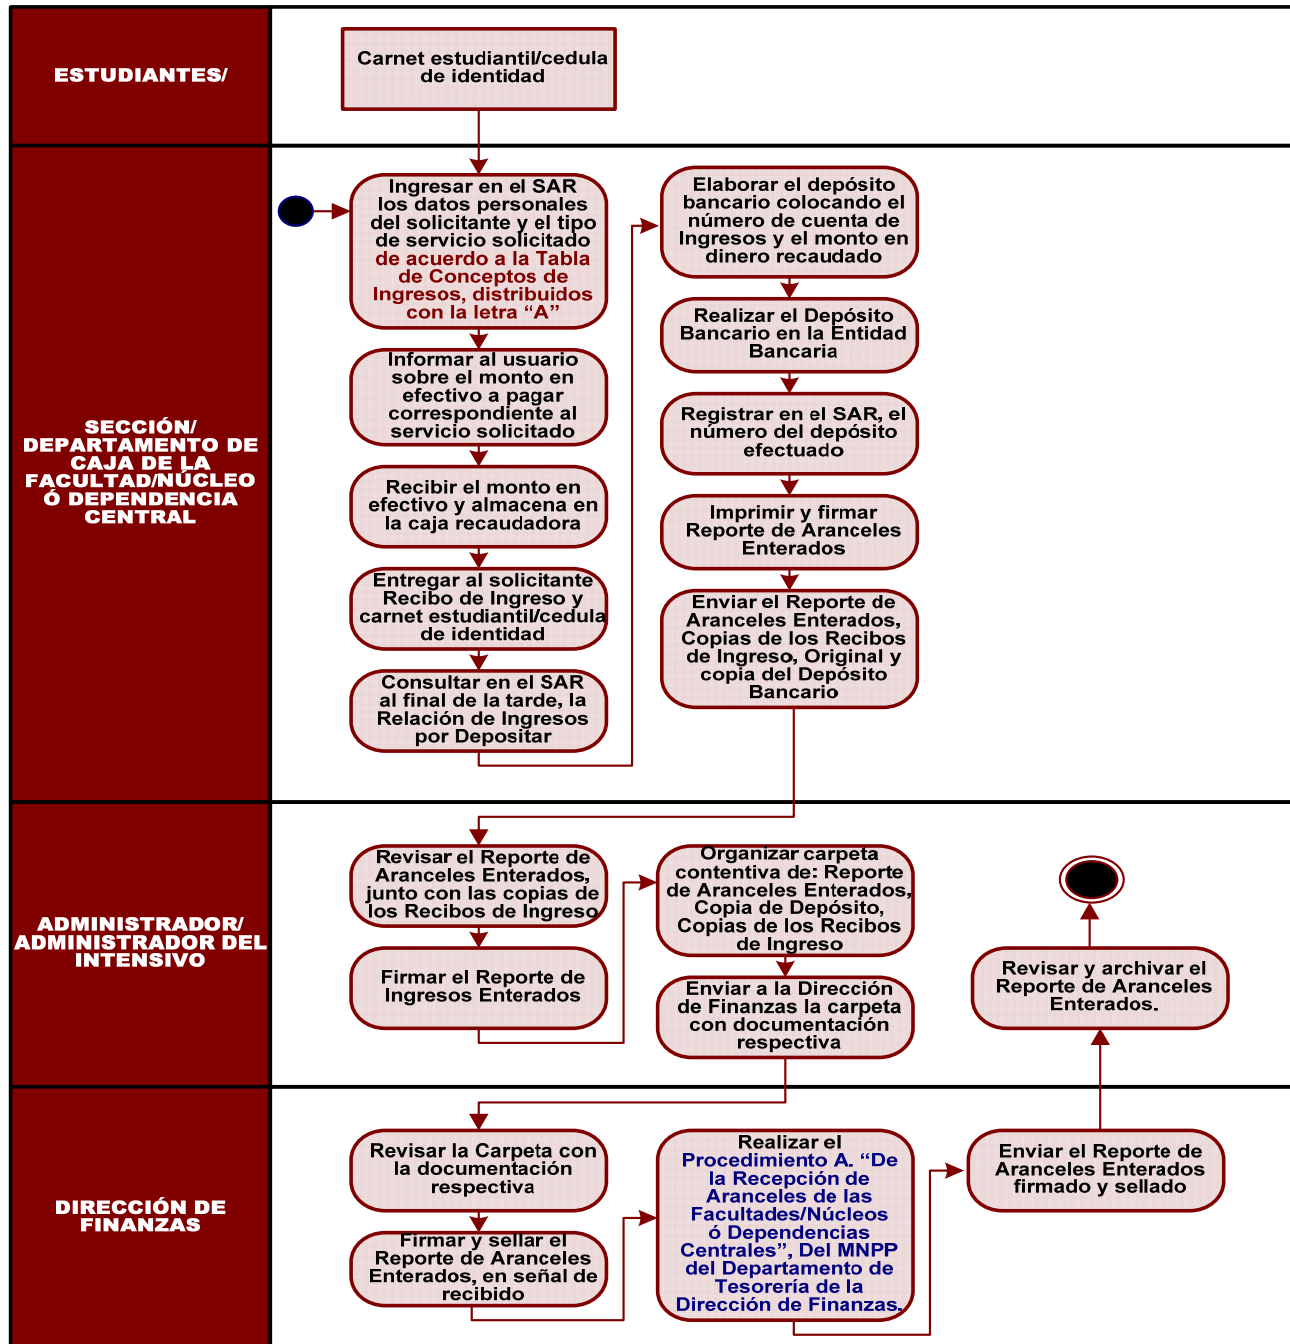 ESTUDIANTES/
Carnet estudiantil/cedula
de identidad
SECCIÓN/
DEPARTAMENTO DE
CAJA DE LA
FACULTAD/NÚCLEO
Ó DEPENDENCIA
CENTRAL
Ingresar en el SAR
los datos personales
del solicitante y el tipo
de servicio solicitado
de acuerdo a la Tabla
de Conceptos de
Ingresos, distribuidos
con la letra “A”
Informar al usuario
sobre el monto en
efectivo a pagar
correspondiente al
servicio solicitado
Recibir el monto en
efectivo y almacena en
la caja recaudadora
Entregar al solicitante
Recibo de Ingreso y
carnet estudiantil/cedula
de identidad
Consultar en el SAR
al final de la tarde, la
Relación de Ingresos
por Depositar
Elaborar el depósito
bancario colocando el
número de cuenta de
Ingresos y el monto en
dinero recaudado
Realizar el Depósito
Bancario en la Entidad
Bancaria
Registrar en el SAR, el
número del depósito
efectuado
Imprimir y firmar
Reporte de Aranceles
Enterados
Enviar el Reporte de
Aranceles Enterados,
Copias de los Recibos
de Ingreso, Original y
copia del Depósito
Bancario
ADMINISTRADOR/
ADMINISTRADOR DEL
INTENSIVO
Revisar el Reporte de
Aranceles Enterados,
junto con las copias de
los Recibos de Ingreso
Firmar el Reporte de
Ingresos Enterados
Organizar carpeta
contentiva de: Reporte
de Aranceles Enterados,
Copia de Depósito,
Copias de los Recibos
de Ingreso
Enviar a la Dirección
de Finanzas la carpeta
con documentación
respectiva
Revisar y archivar el
Reporte de Aranceles
Enterados.
DIRECCIÓN DE
FINANZAS
Revisar la Carpeta con
la documentación
respectiva
Firmar y sellar el
Reporte de Aranceles
Enterados, en señal de
recibido
Realizar el
Procedimiento A. “De
la Recepción de
Aranceles de las
Facultades/Núcleos
ó Dependencias
Centrales”, Del MNPP
del Departamento de
Tesorería de la
Dirección de Finanzas.
Enviar el Reporte de
Aranceles Enterados
firmado y sellado